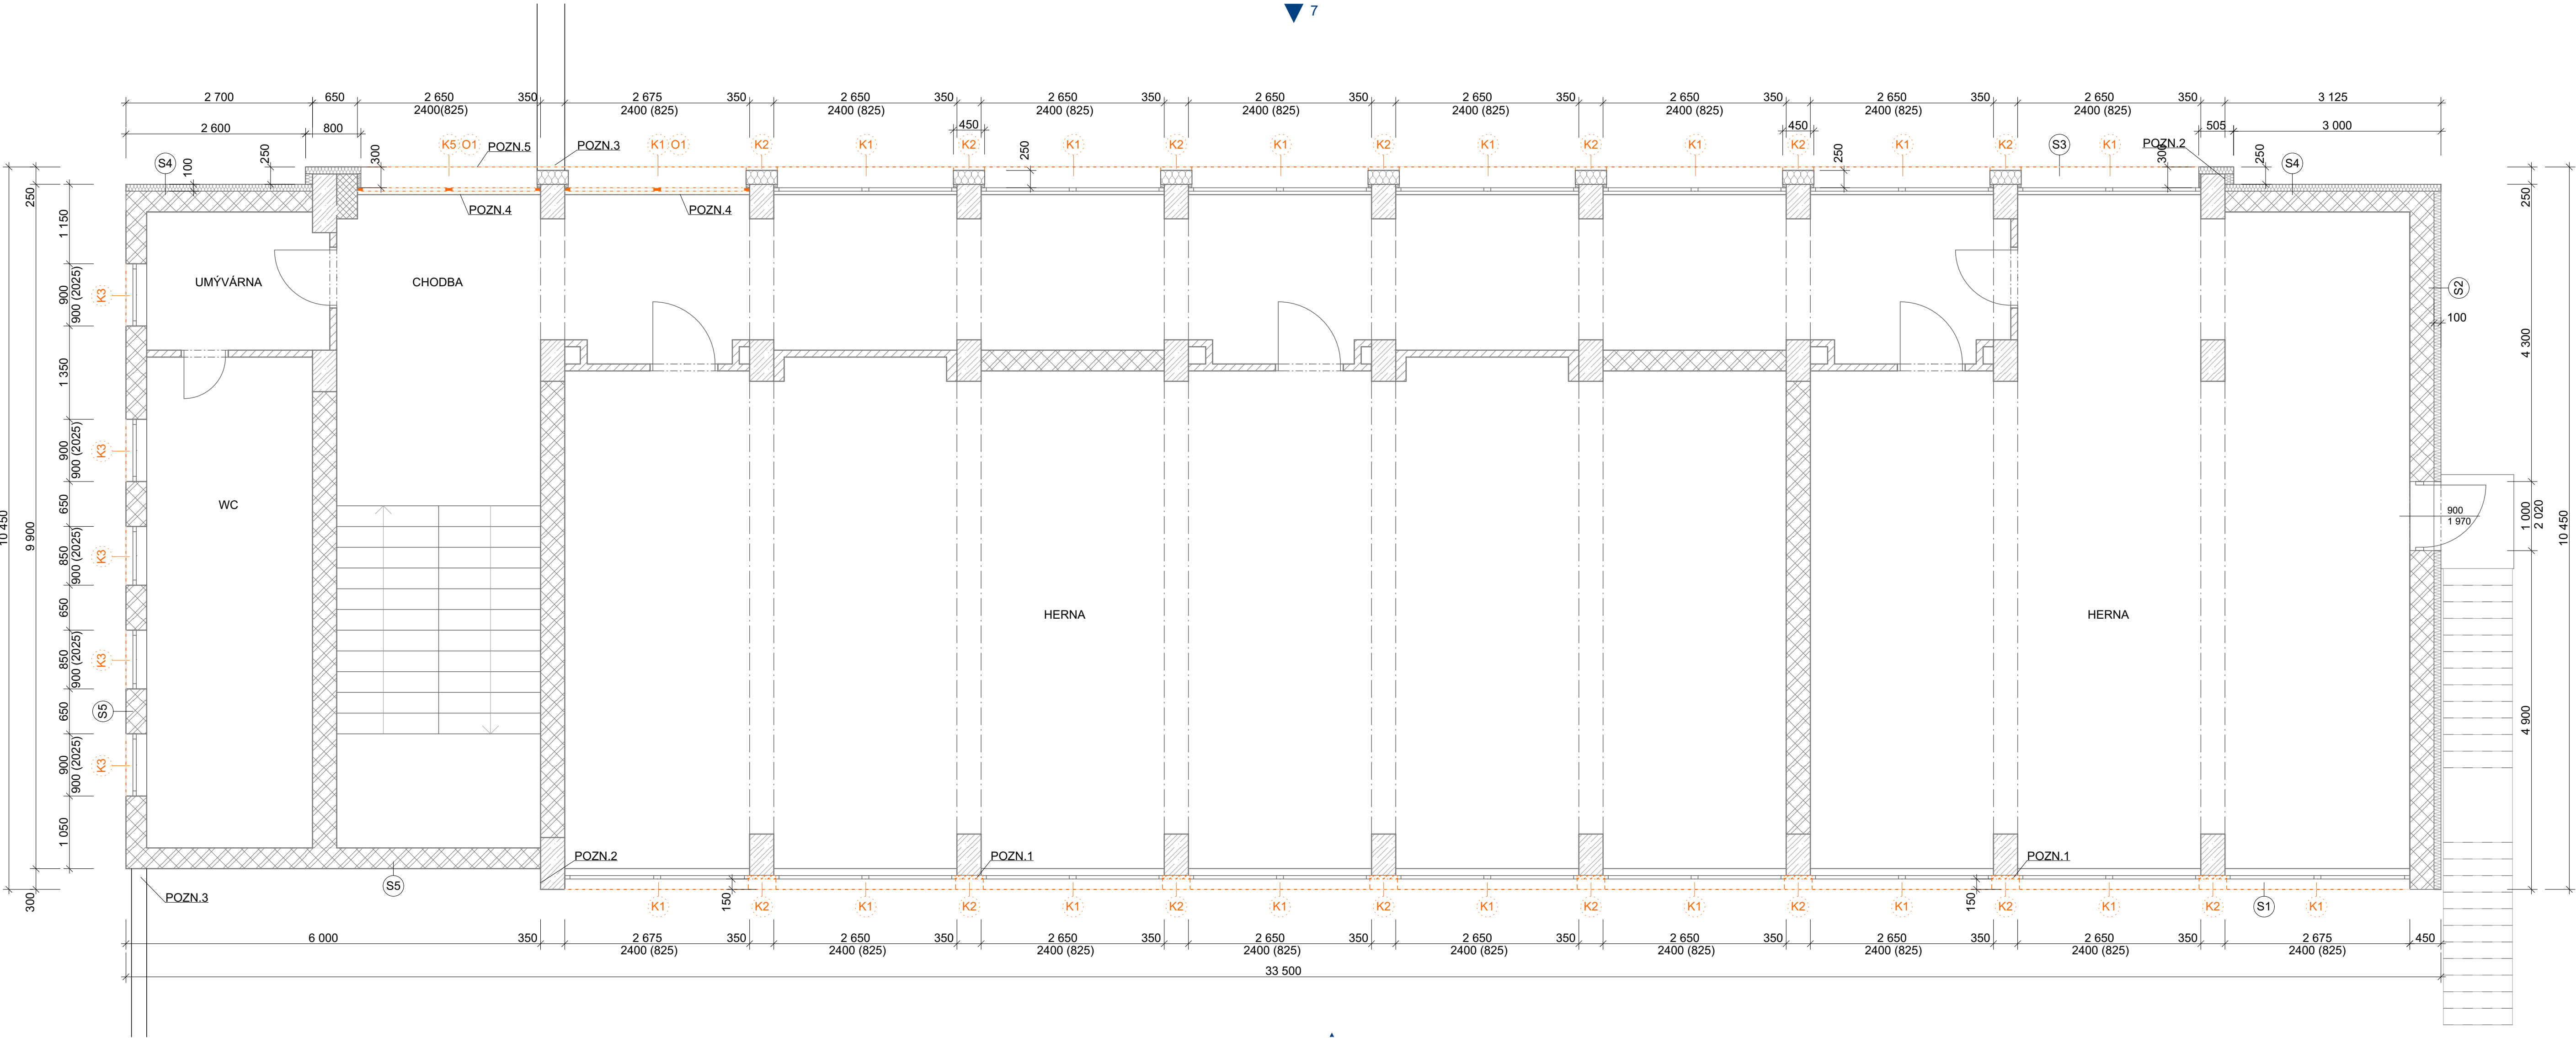 7
2 700 650 2 650 350 2 675 350 2 650 350 2 650 350 2 650 350 2 650 350 2 650 350 2 650 350 2 650 350 3 125
2400(825) 2400 (825) 2400 (825) 2400 (825) 2400 (825) 2400 (825) 2400 (825) 2400 (825) 2400 (825)
2 600 800 450 450 505 3 000
K5 O1 POZN.5 POZN.3 K1 O1 K2 K1 K2 K1 K2 K1 K2 K1 K2 K1 K2 K1 K2 S3 K1 POZN.2
S4 100 250 300 250 250 300 250 S4
POZN.4 POZN.4
250 1 150 250
UMÝVÁRNA CHODBA
K3 900 900 (2025) S2
100
1 350 4 300
K3 900 900 (2025)
WC 650
900
1 970
1 000
2 020
10 450 9 900 10 450
K3 850 900 (2025)
650 HERNA HERNA
K3 850 900 (2025)
S5 650 4 900
K3 900 900 (2025)
1 050
POZN.2 POZN.1 POZN.1
S5
POZN.3
300 150 150
K1 K2 K1 K2 K1 K2 K1 K2 K1 K2 K1 K2 K1 K2 K1 K2 S1 K1
6 000 350 2 675 350 2 650 350 2 650 350 2 650 350 2 650 350 2 650 350 2 650 350 2 650 350 2 675 450
2400 (825) 2400 (825) 2400 (825) 2400 (825) 2400 (825) 2400 (825) 2400 (825) 2400 (825) 2400 (825)
33 500